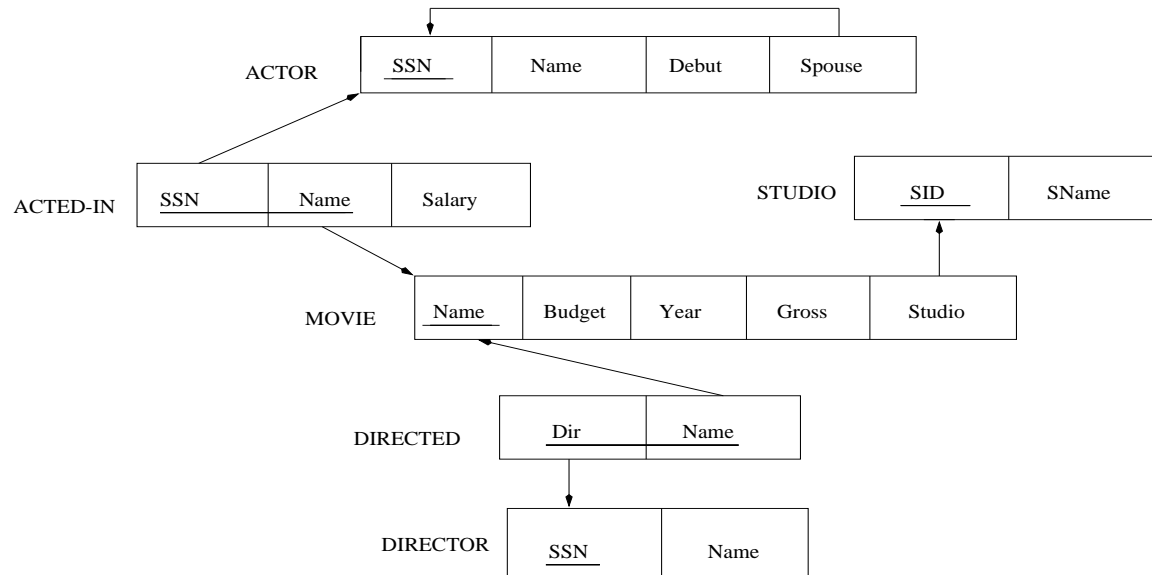 ACTOR SSN Name Debut Spouse
ACTED-IN SSN Name Salary
STUDIO SID SName
MOVIE Name Budget Year Gross Studio
DIRECTED Dir Name
DIRECTOR SSN Name